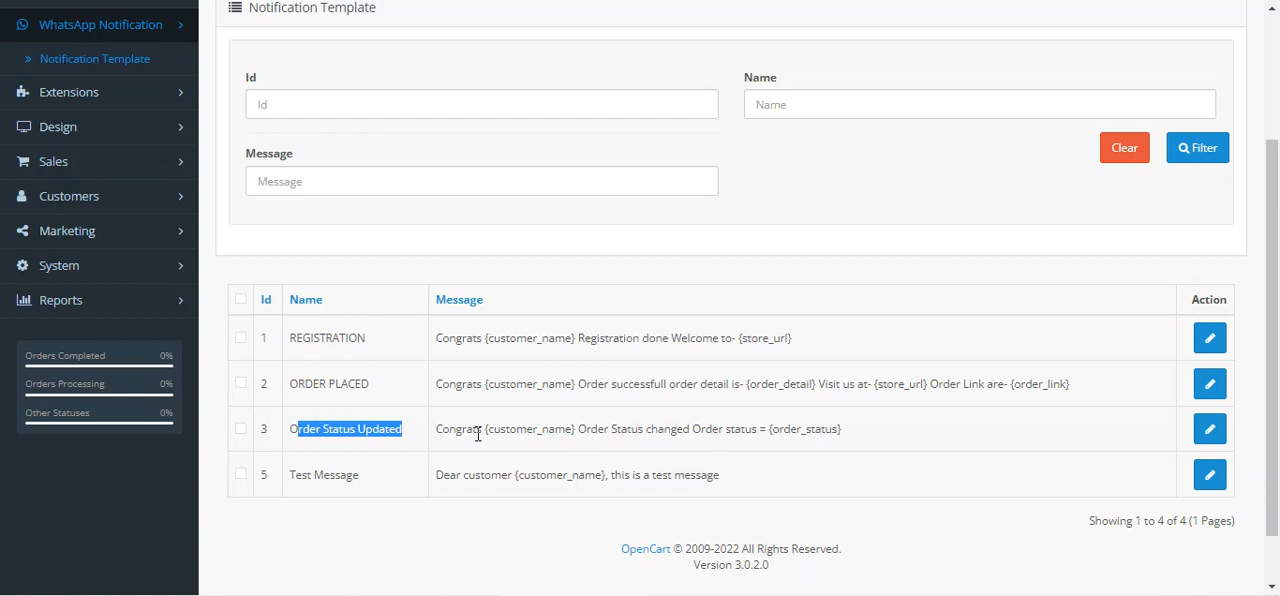 WhatsApp Notification
Notification Template
Extensions
Design
Sales
Customers
Marketing
System
Reports
Orders Completed 0%
Orders Processing 0%
Other Statuses 0%
Notification Template
Id
Name
Id
Name
Message
Clear
Filter
Message
Id Name Message Action
1 REGISTRATION Congrats {customer_name} Registration done Welcome to- {store_url}
2 ORDER PLACED Congrats {customer_name} Order successfull order detail is- {order_detail} Visit us at- {store_url} Order Link are- {order_link}
3 Order Status Updated Congrats {customer_name} Order Status changed Order status = {order_status}
5 Test Message Dear customer {customer_name}, this is a test message
Showing 1 to 4 of 4 (1 Pages)
OpenCart © 2009-2022 All Rights Reserved.
Version 3.0.2.0